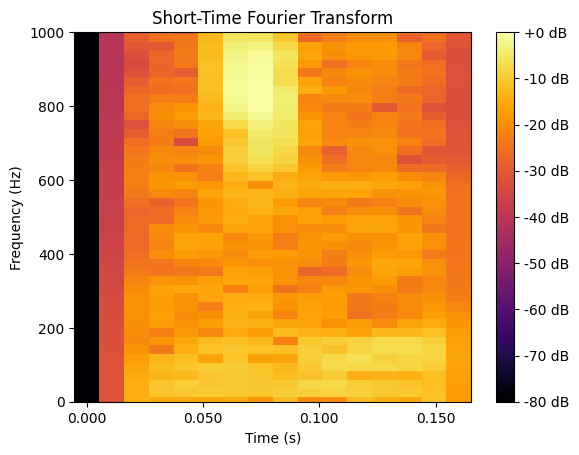 Short-Time Fourier Transform
1000
800
600
400
200
0
Frequency (Hz)
0.000
0.050
0.100
0.150
Time (s)
+0 dB
-10 dB
-20 dB
-30 dB
-40 dB
-50 dB
-60 dB
-70 dB
-80 dB